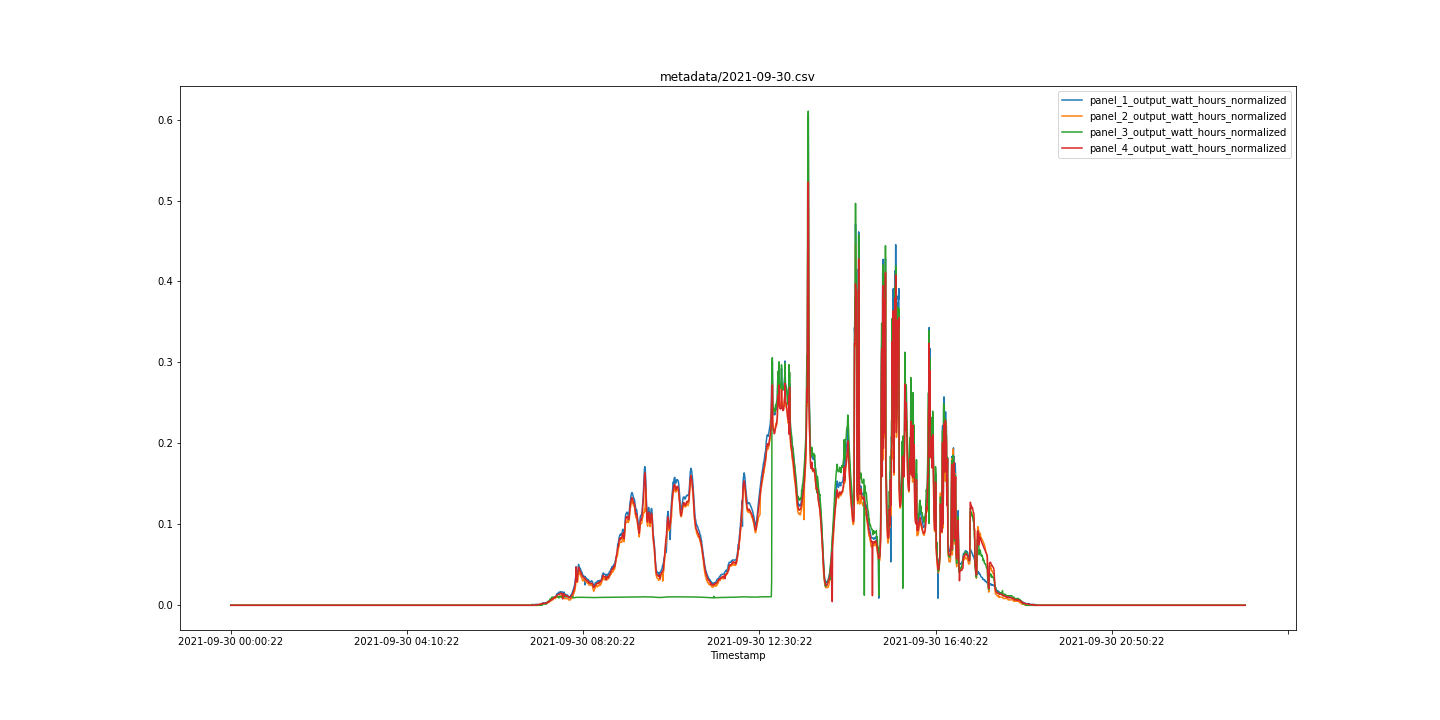 metadata/2021-09-30.csv
panel_1_output_watt_hours_normalized
panel_2_output_watt_hours_normalized
panel_3_output_watt_hours_normalized
panel_4_output_watt_hours_normalized
0.6
0.5
0.4
0.3
0.2
0.1
0.0
2021-09-30 00:00:22 2021-09-30 04:10:22 2021-09-30 08:20:22 2021-09-30 12:30:22 2021-09-30 16:40:22 2021-09-30 20:50:22
Timestamp